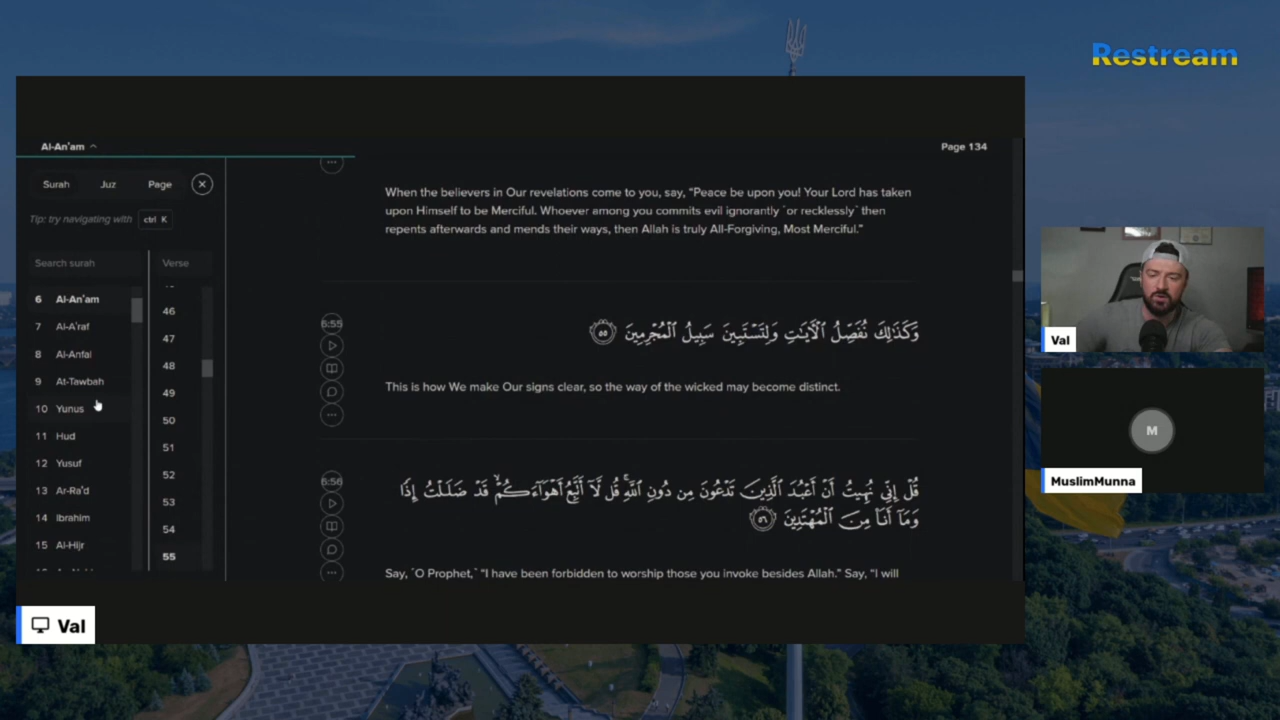 Restream
Al-An'am
Page 134
Surah
Juz
Page
Tip: try navigating with ctrl K
Search surah
Verse
6 Al-An'am
7 Al-A'raf
8 Al-Anfal
9 At-Tawbah
10 Yunus
11 Hud
12 Yusuf
13 Ar-Ra'd
14 Ibrahim
15 Al-Hijr
46
47
48
49
50
51
52
53
54
55
When the believers in Our revelations come to you, say, “Peace be upon you! Your Lord has taken
upon Himself to be Merciful. Whoever among you commits evil ignorantly ˹or recklessly˺ then
repents afterwards and mends their ways, then Allah is truly All-Forgiving, Most Merciful.”
6:55
وَكَذَٰلِكَ نُفَصِّلُ ٱلْـَٔايَـٰتِ وَلِتَسْتَبِينَ سَبِيلُ ٱلْمُجْرِمِينَ ٥٥
This is how We make Our signs clear, so the way of the wicked may become distinct.
6:56
قُلْ إِنِّى نُهِيتُ أَنْ أَعْبُدَ ٱلَّذِينَ تَدْعُونَ مِن دُونِ ٱللَّهِ ۚ قُل لَّآ أَتَّبِعُ أَهْوَآءَكُمْ ۙ قَدْ ضَلَلْتُ إِذًا
وَمَآ أَنَا۠ مِنَ ٱلْمُهْتَدِينَ ٥٦
Say, ˹O Prophet,˺ “I have been forbidden to worship those you invoke besides Allah.” Say, “I will
Val
M
MuslimMunna
Val